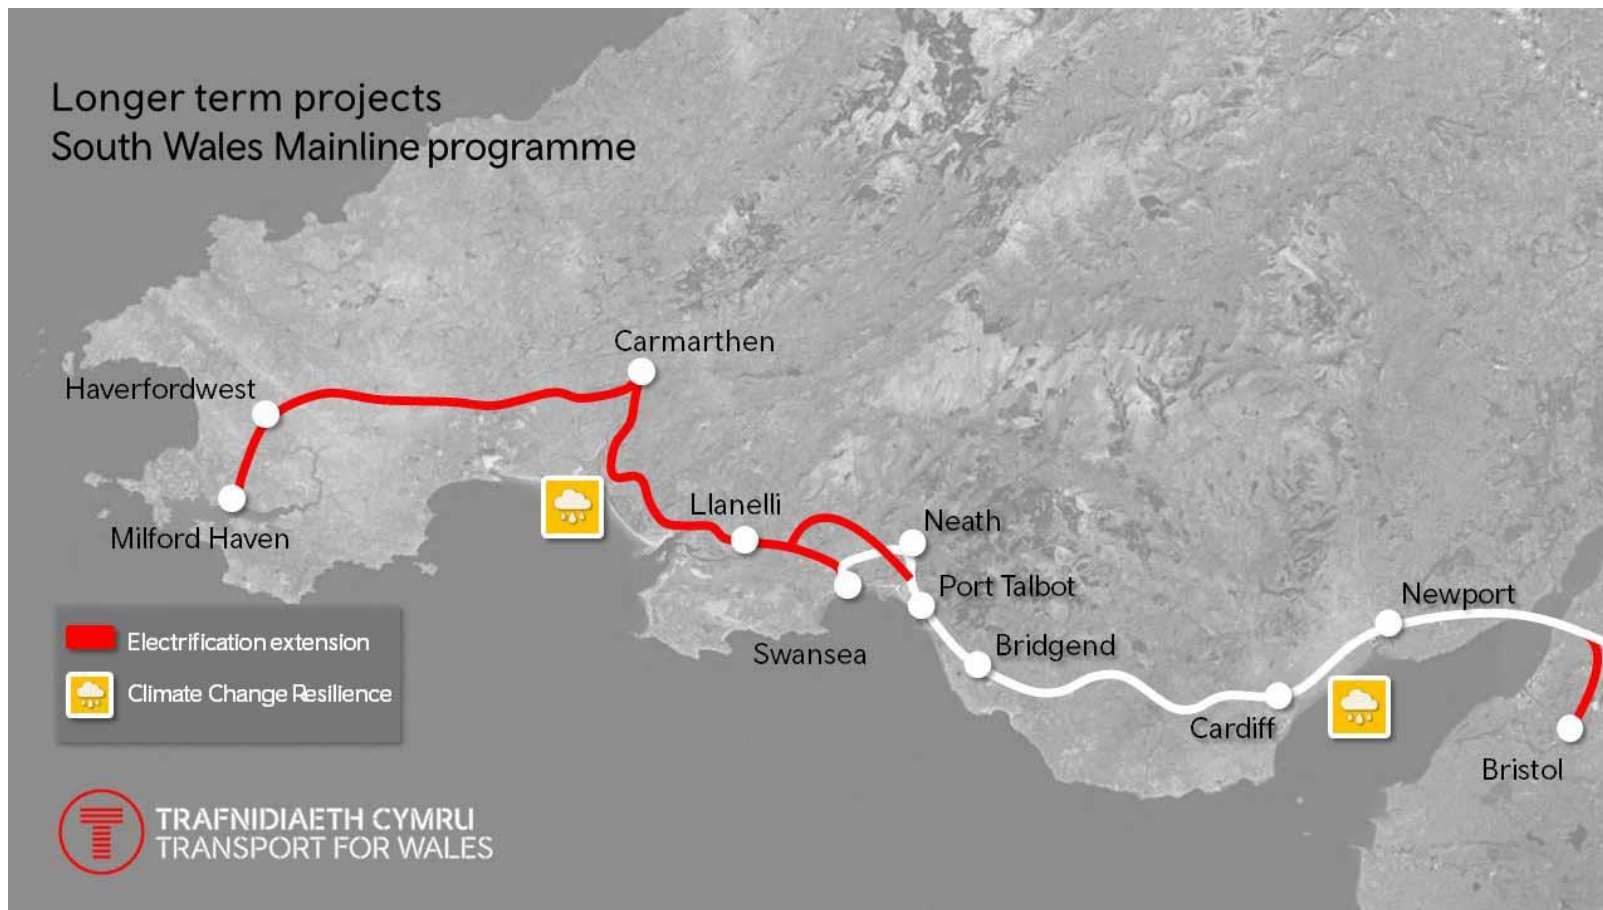 Longer term projects
South Wales Mainline programme
Carmarthen
Haverfordwest
Llanelli
Neath
Milford Haven
Port Talbot
Newport
Bridgend
Swansea
Cardiff
Bristol
Electrification extension
Climate Change Resilience
TRAFNIDIAETH CYMRU
TRANSPORT FOR WALES